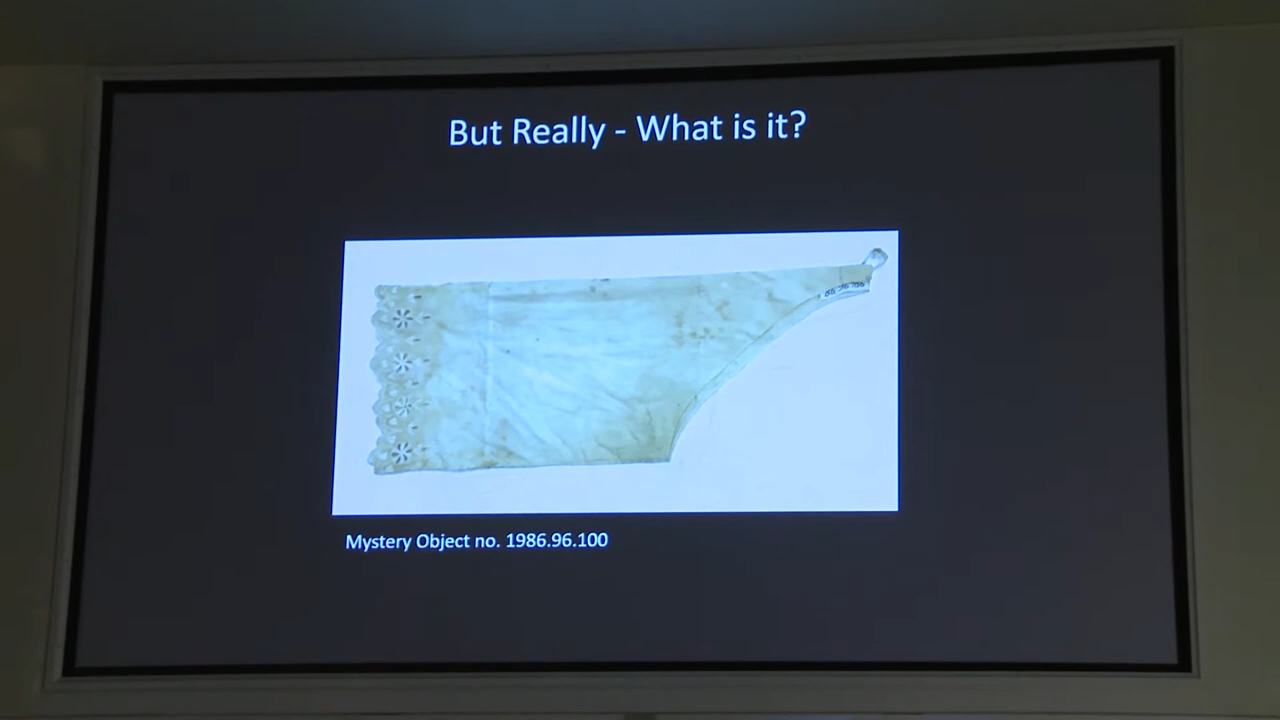 But Really - What is it?
Mystery Object no. 1986.96.100